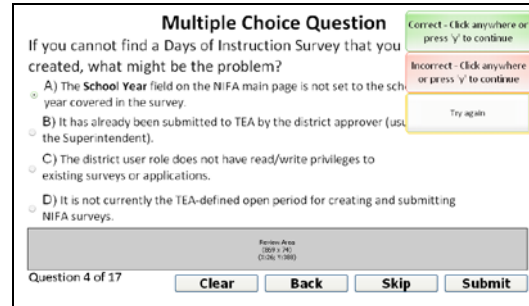 Multiple Choice Question
Correct - Click anywhere or
press 'y' to continue
If you cannot find a Days of Instruction Survey that you
created, what might be the problem?
Incorrect - Click anywhere
or press 'y' to continue
Try again
A) The School Year field on the NIFA main page is not set to the
year covered in the survey.
B) It has already been submitted to TEA by the district approver
the Superintendent).
C) The district user role does not have read/write privileges to
existing surveys or applications.
D) It is not currently the TEA-defined open period for creating and submitting
NIFA surveys.
Review Area
Question 4 of 17
Clear
Back
Skip
Submit